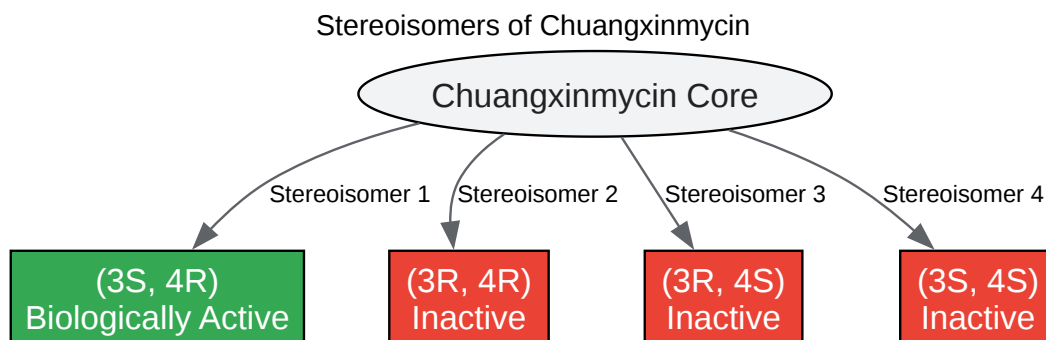 Stereoisomers of Chuangxinmycin
Chuangxinmycin Core
Stereoisomer 1
Stereoisomer 2
Stereoisomer 3
Stereoisomer 4
(3S, 4R)
Biologically Active
(3R, 4R)
Inactive
(3R, 4S)
Inactive
(3S, 4S)
Inactive